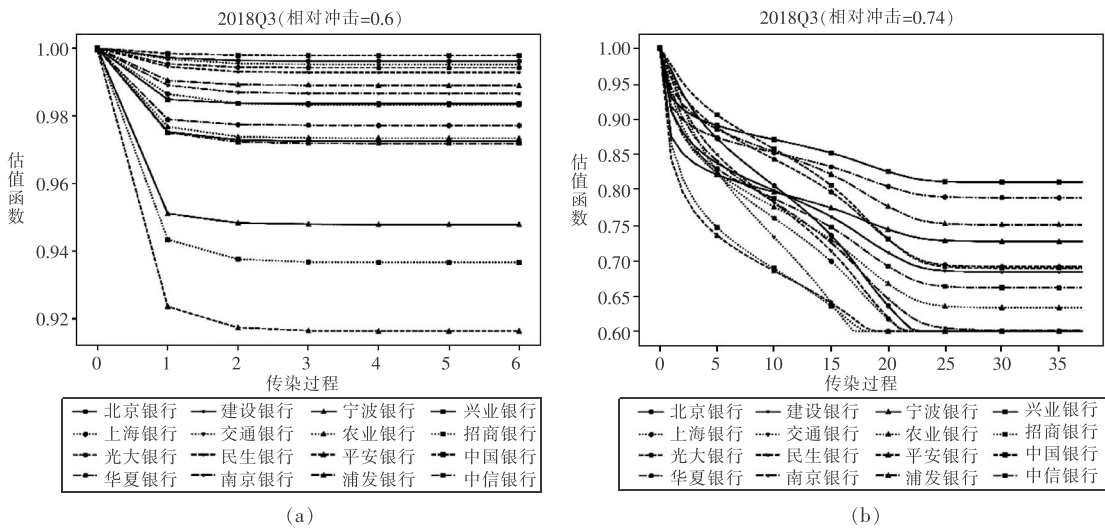 2018Q3(相对冲击=0.6)
1.00
0.98
0.96
0.94
0.92
估值函数
0 1 2 3 4 5 6
传染过程
北京银行 建设银行 宁波银行 兴业银行
上海银行 交通银行 农业银行 招商银行
光大银行 民生银行 平安银行 中国银行
华夏银行 南京银行 浦发银行 中信银行
(a)
2018Q3(相对冲击=0.74)
1.00
0.95
0.90
0.85
0.80
0.75
0.70
0.65
0.60
估值函数
0 5 10 15 20 25 30 35
传染过程
北京银行 建设银行 宁波银行 兴业银行
上海银行 交通银行 农业银行 招商银行
光大银行 民生银行 平安银行 中国银行
华夏银行 南京银行 浦发银行 中信银行
(b)